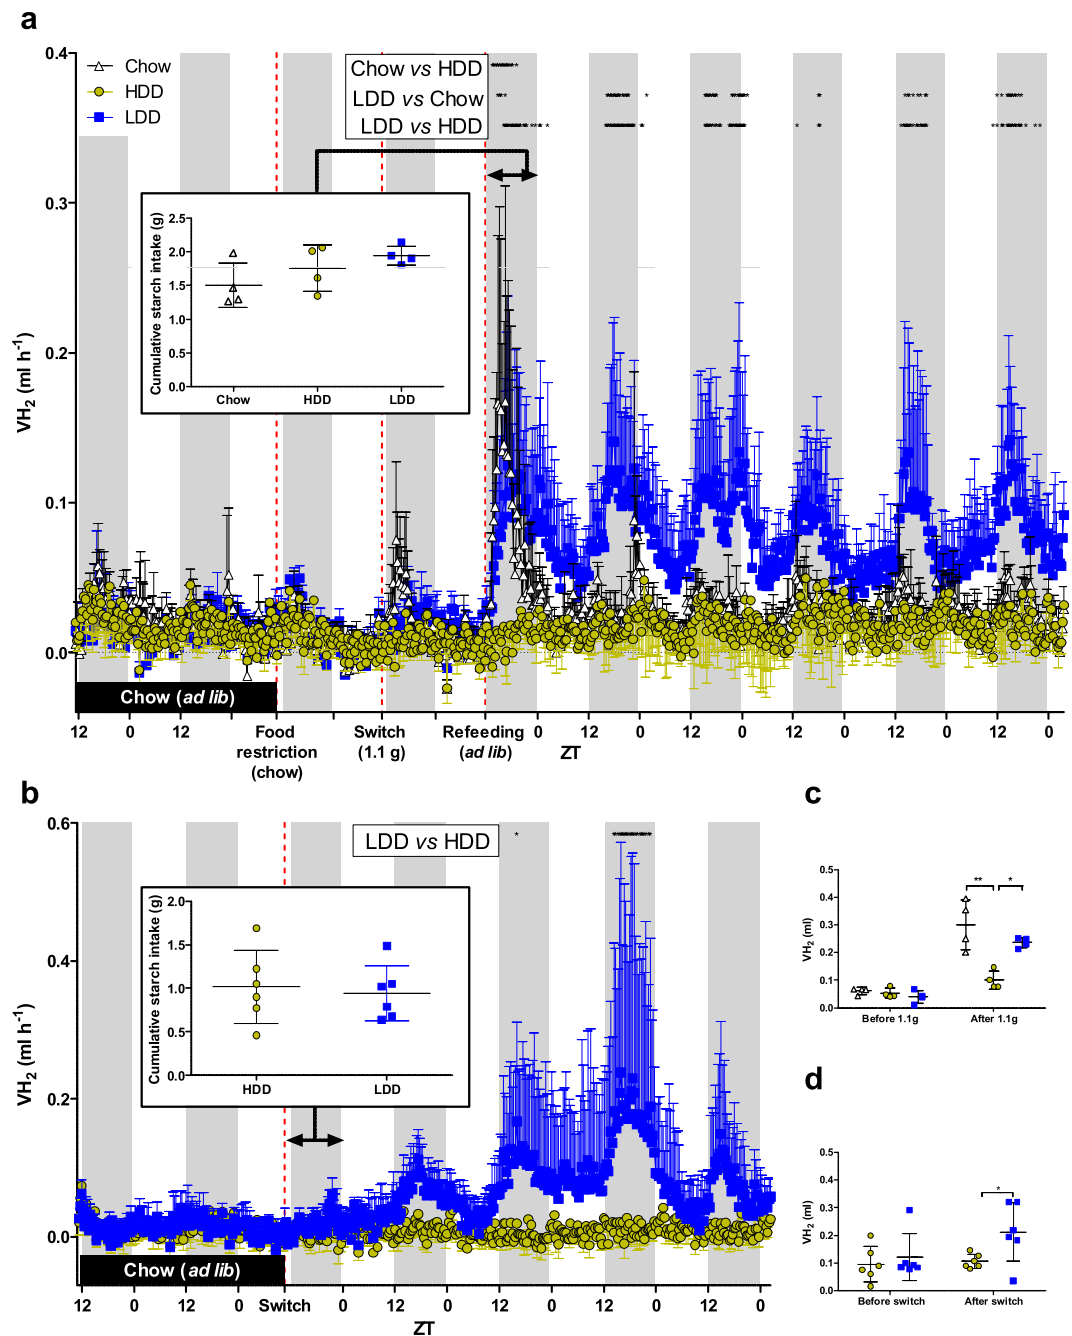 a
0.4
0.3
0.2
0.1
0.0
VH2 (ml h-1)
Chow
HDD
LDD
Chow vs HDD
LDD vs Chow
LDD vs HDD
Cumulative starch intake (g)
2.5
2.0
1.5
1.0
0.5
0.0
Chow HDD LDD
Chow (ad lib)
12 0 12 Food restriction (chow) Switch (1.1 g) Refeeding (ad lib) 0 12 0 12 0 12 0 12 0 12 0
ZT
b
0.6
0.4
0.2
0.0
VH2 (ml h-1)
LDD vs HDD
Cumulative starch intake (g)
2.0
1.5
1.0
0.5
0.0
HDD LDD
Chow (ad lib)
12 0 12 0 Switch 0 12 0 12 0 12 0
ZT
c
VH2 (ml)
0.5
0.4
0.3
0.2
0.1
0.0
** *
Before 1.1g After 1.1g
d
VH2 (ml)
0.5
0.4
0.3
0.2
0.1
0.0
*
Before switch After switch